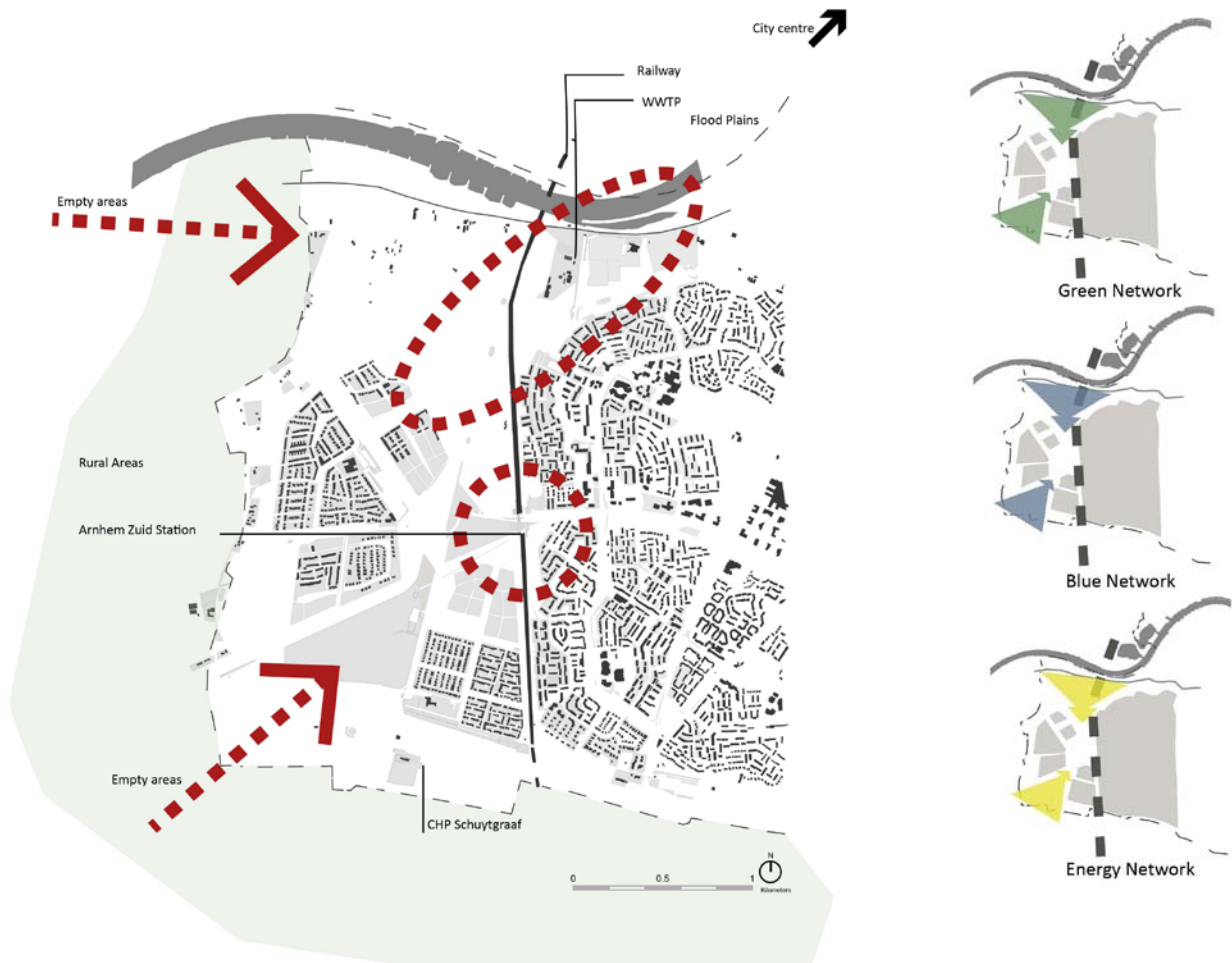 City centre
Railway
WWTP
Flood Plains
Empty areas
Rural Areas
Arnhem Zuid Station
Empty areas
CHP Schuytgraaf
N
0 0.5 1
Kilometers
Green Network
Blue Network
Energy Network